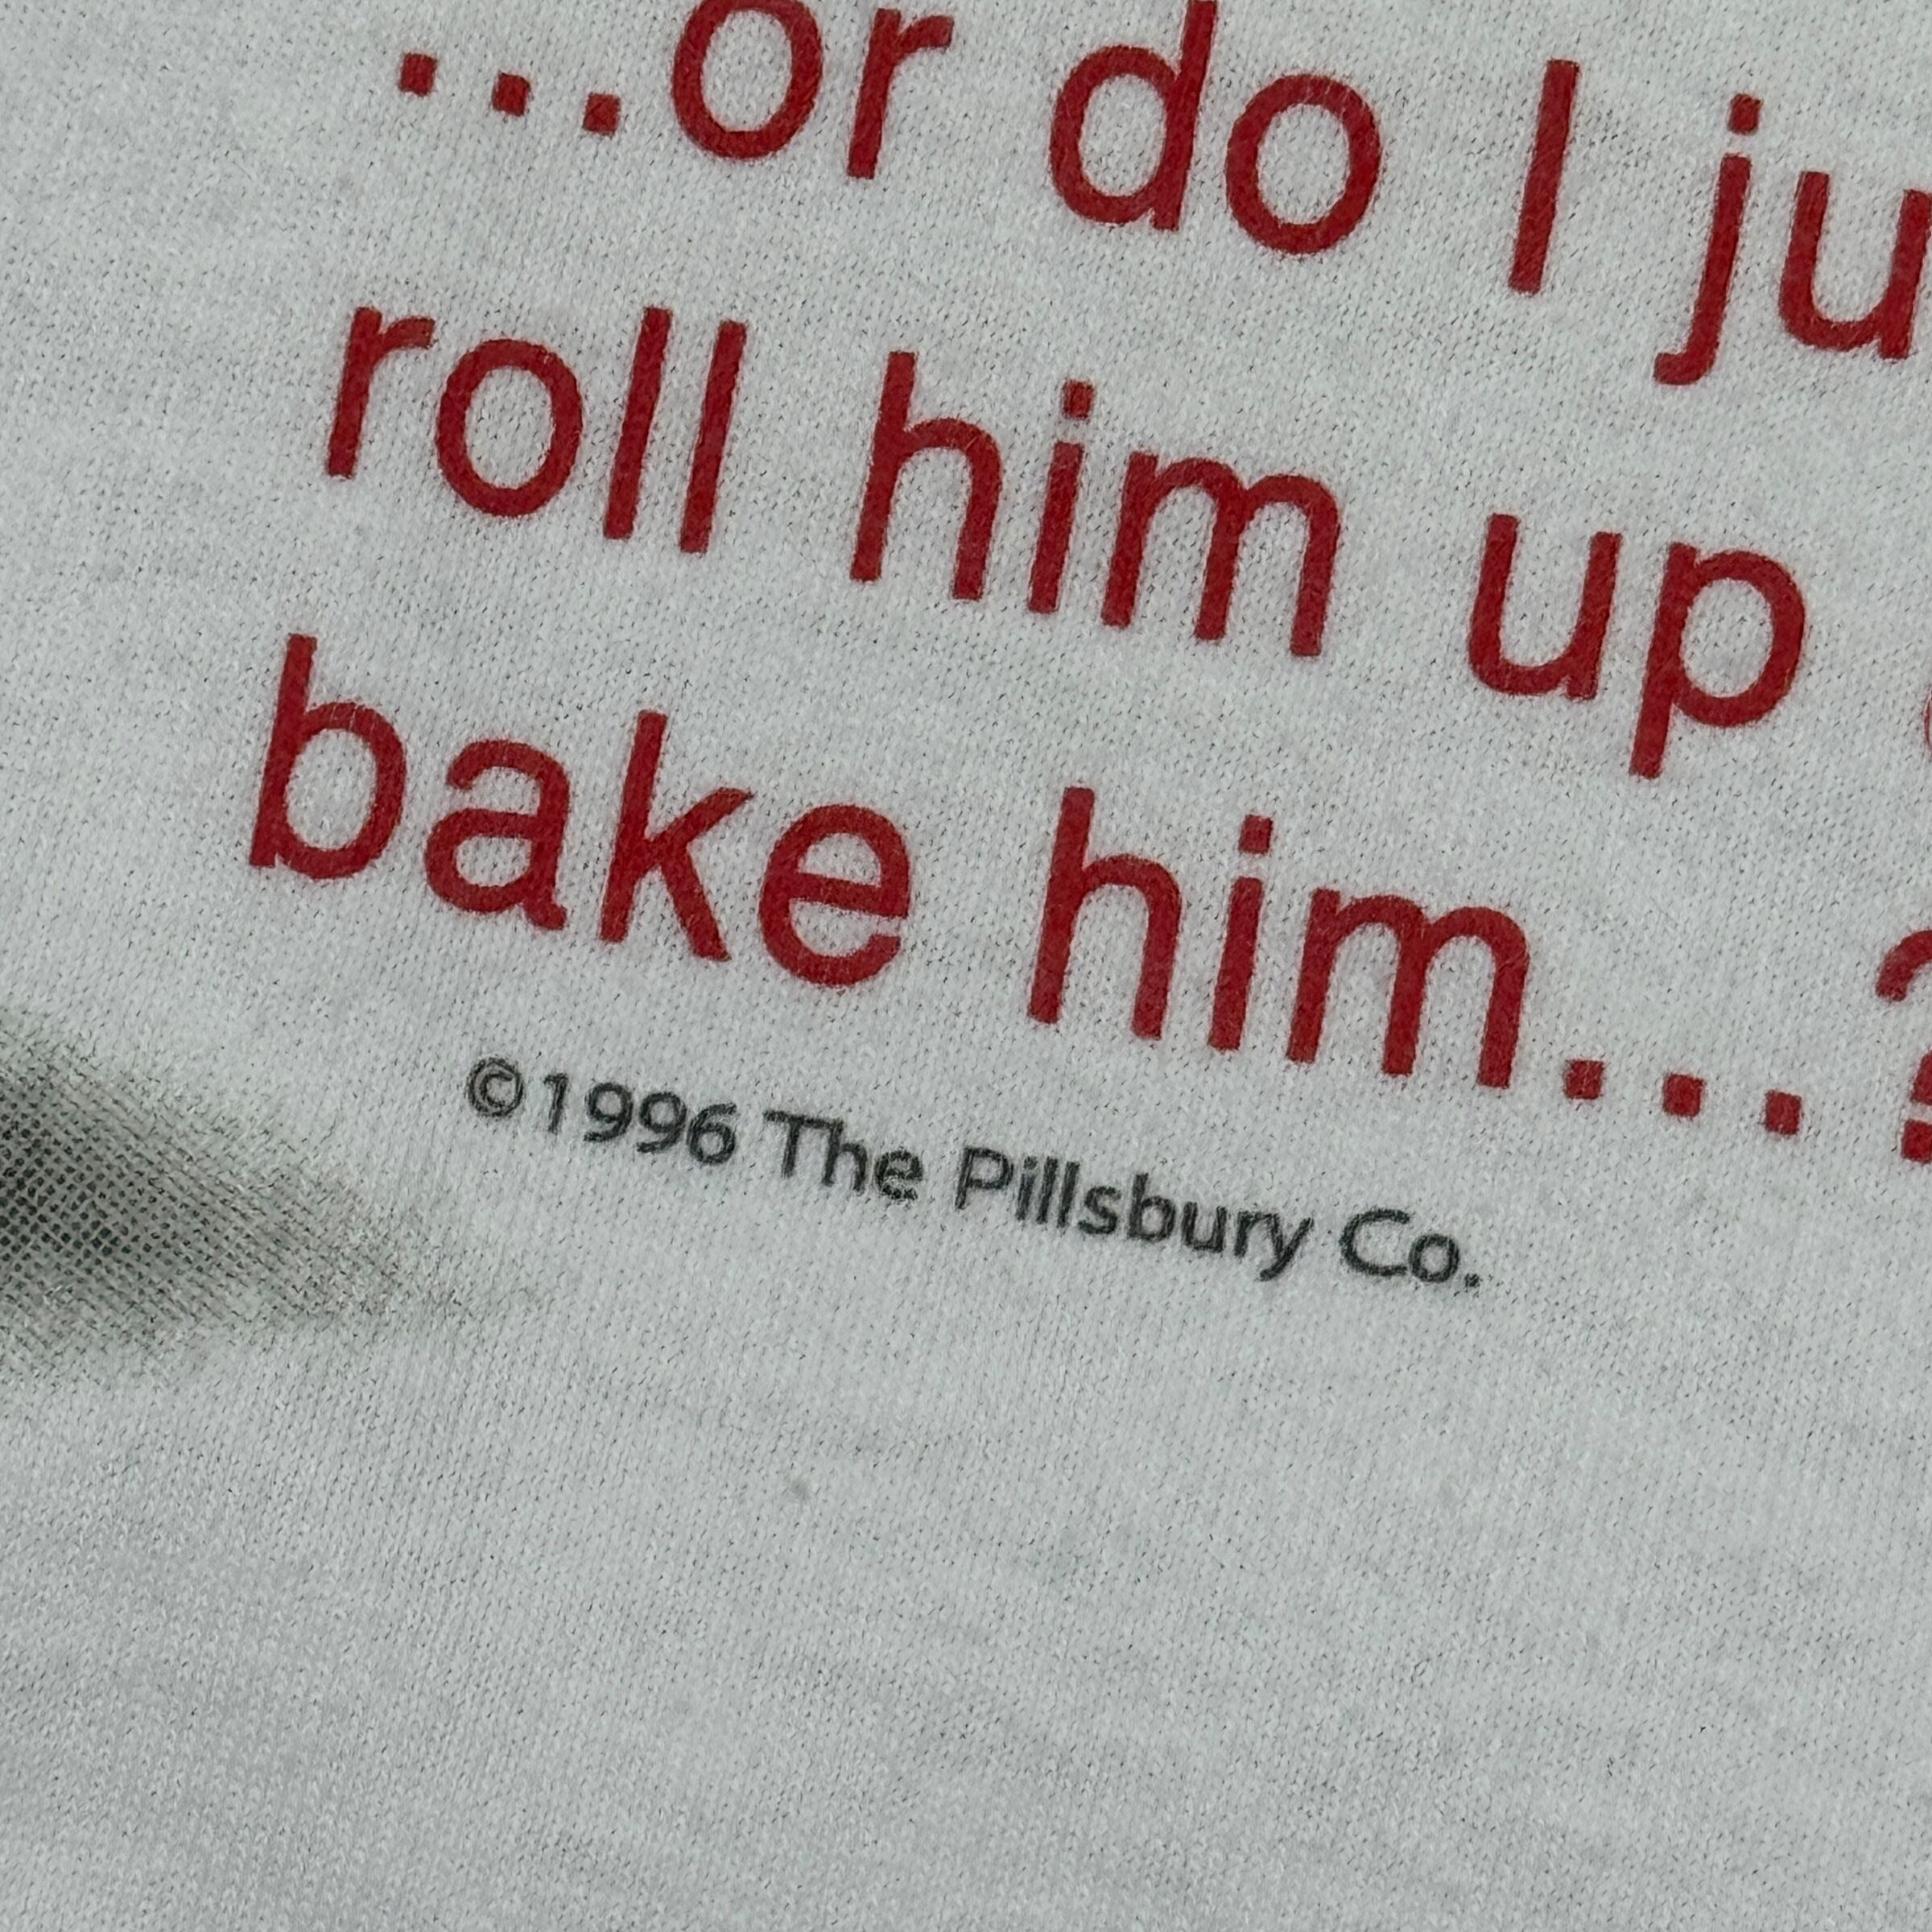 ...or do I ju
roll him up
bake him...?
©1996 The Pillsbury Co.